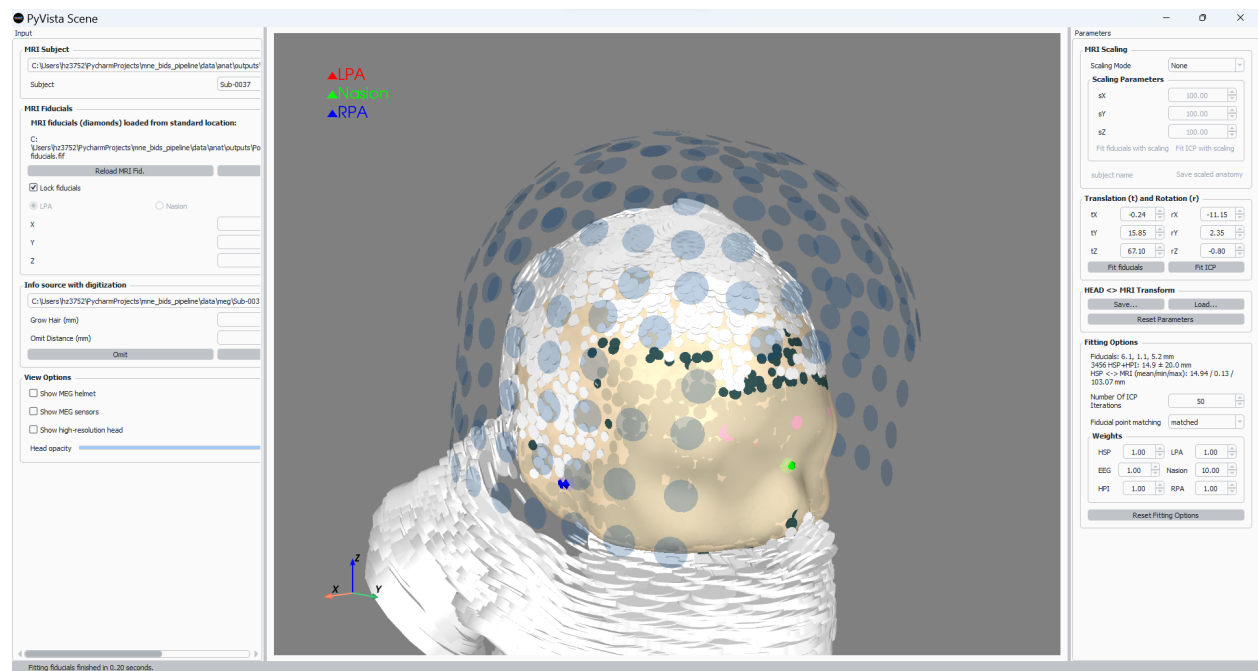 PyVista Scene
Input
MRI Subject
C:\Users\hz3752\PycharmProjects\mne_bids_pipeline\data\anat\outputs'
Subject
Sub-0037
MRI Fiducials
MRI fiducials (diamonds) loaded from standard location:
C:
\Users\hz3752\PycharmProjects\mne_bids_pipeline\data\anat\outputs\Po
fiducials.fif
Reload MRI Fid.
Lock fiducials
LPA
Nasion
X
Y
Z
Info source with digitization
C:\Users\hz3752\PycharmProjects\mne_bids_pipeline\data\meg\Sub-003
Grow Hair (mm)
Omit Distance (mm)
Omit
View Options
Show MEG helmet
Show MEG sensors
Show high-resolution head
Head opacity
Fitting fiducials finished in 0.20 seconds.
LPA
Nasion
RPA
Z
X
Y
Parameters
MRI Scaling
Scaling Mode None
Scaling Parameters
sX 100.00
sY 100.00
sZ 100.00
Fit fiducials with scaling Fit ICP with scaling
subject name Save scaled anatomy
Translation (t) and Rotation (r)
tX -0.24 rX -11.15
tY 15.85 rY 2.35
tZ 67.10 rZ -0.80
Fit fiducials Fit ICP
HEAD <> MRI Transform
Save... Load...
Reset Parameters
Fitting Options
Fiducials: 6.1, 1.1, 5.2 mm
3456 HSP+HPI: 14.9 ± 20.0 mm
HSP <-> MRI (mean/min/max): 14.94 / 0.13 /
103.07 mm
Number Of ICP
Iterations 50
Fiducial point matching matched
Weights
HSP 1.00 LPA 1.00
EEG 1.00 Nasion 10.00
HPI 1.00 RPA 1.00
Reset Fitting Options